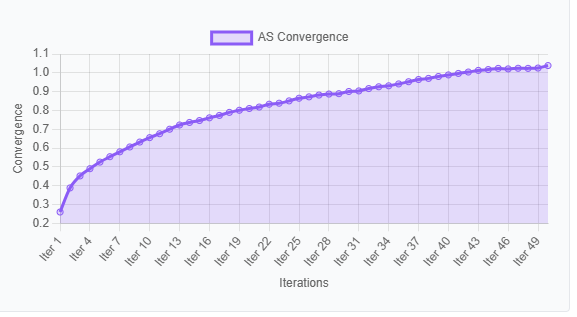 AS Convergence
1.1
1.0
0.9
0.8
0.7
0.6
0.5
0.4
0.3
0.2
Convergence
Iter 1
Iter 4
Iter 7
Iter 10
Iter 13
Iter 16
Iter 19
Iter 22
Iter 25
Iter 28
Iter 31
Iter 34
Iter 37
Iter 40
Iter 43
Iter 46
Iter 49
Iterations